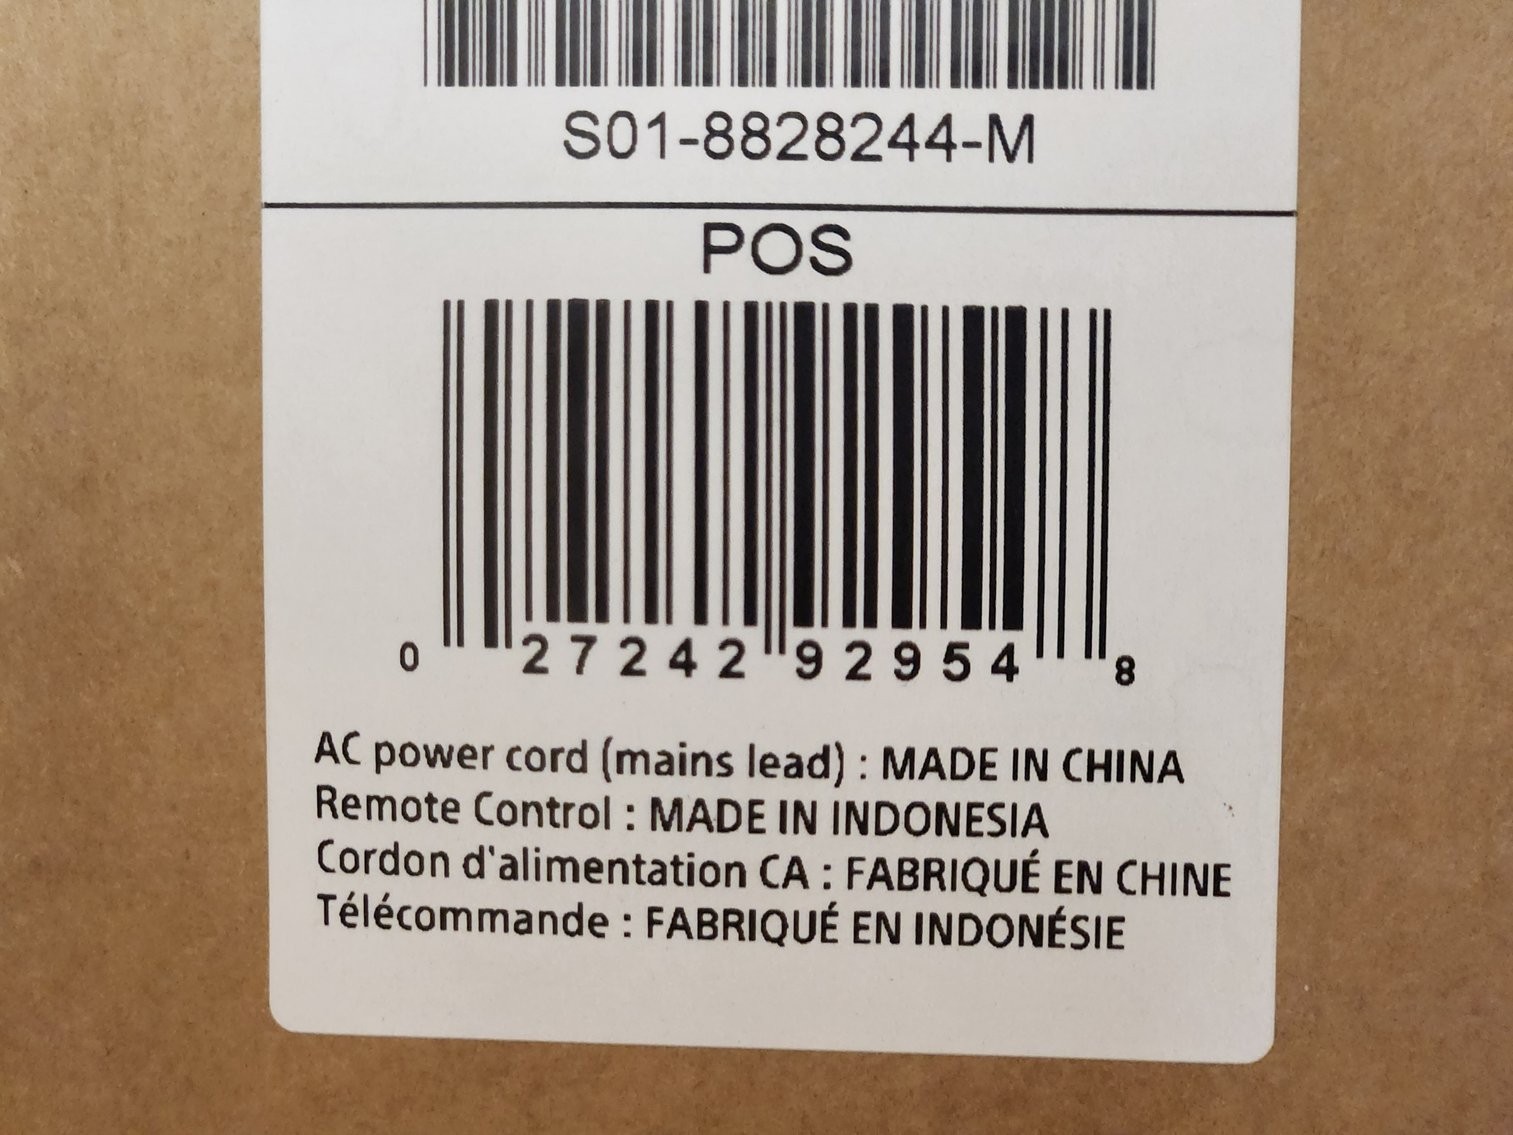 S01-8828244-M
POS
0 27242 92954 8
AC power cord (mains lead) : MADE IN CHINA
Remote Control : MADE IN INDONESIA
Cordon d'alimentation CA : FABRIQUÉ EN CHINE
Télécommande : FABRIQUÉ EN INDONÉSIE